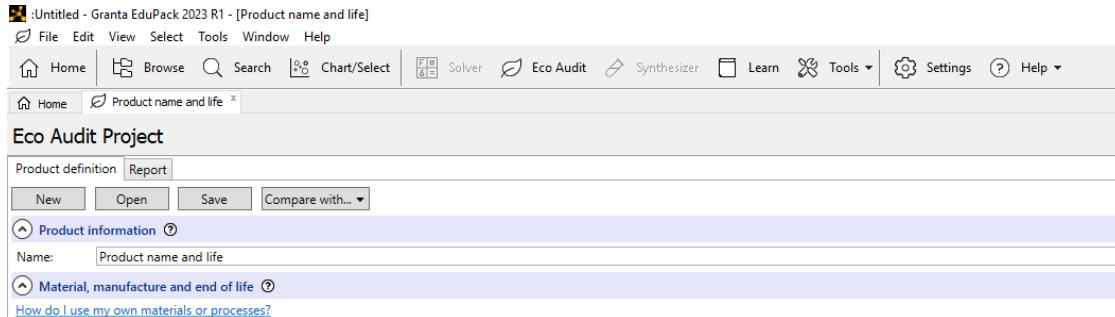 :Untitled - Granta EduPack 2023 R1 - [Product name and life]
File Edit View Select Tools Window Help
Home Browse Search Chart/Select Solver Eco Audit Synthesizer Learn Tools Settings Help
Home Product name and life x
Eco Audit Project
Product definition Report
New Open Save Compare with...
Product information ?
Name: Product name and life
Material, manufacture and end of life ?
How do I use my own materials or processes?